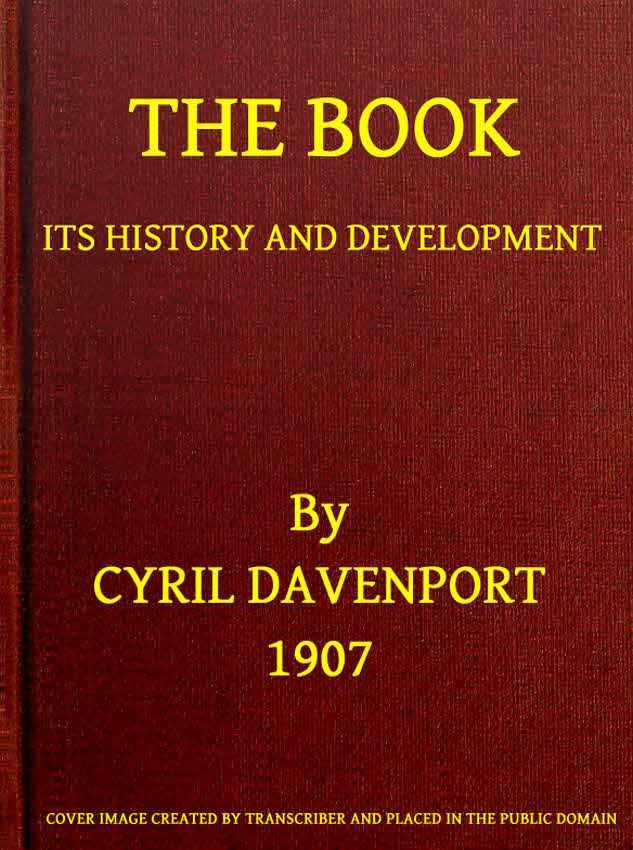 THE BOOK
ITS HISTORY AND DEVELOPMENT
By
CYRIL DAVENPORT
1907
COVER IMAGE CREATED BY TRANSCRIBER AND PLACED IN THE PUBLIC DOMAIN